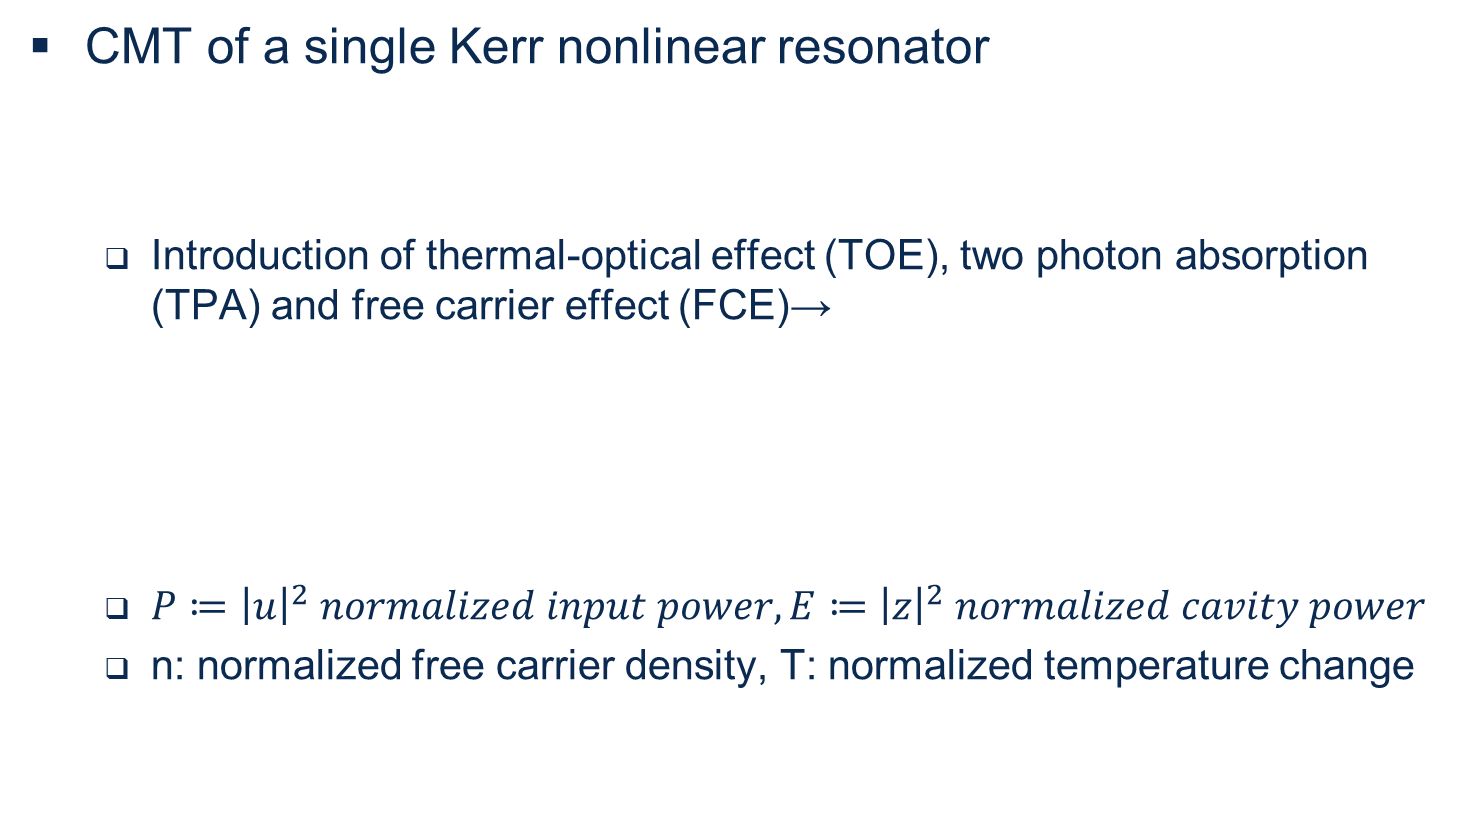 ▪ CMT of a single Kerr nonlinear resonator
❑ Introduction of thermal-optical effect (TOE), two photon absorption
(TPA) and free carrier effect (FCE)→
❑ 𝑃 ≔ |𝑢|² 𝑛𝑜𝑟𝑚𝑎𝑙𝑖𝑧𝑒𝑑 𝑖𝑛𝑝𝑢𝑡 𝑝𝑜𝑤𝑒𝑟, 𝐸 ≔ |𝑧|² 𝑛𝑜𝑟𝑚𝑎𝑙𝑖𝑧𝑒𝑑 𝑐𝑎𝑣𝑖𝑡𝑦 𝑝𝑜𝑤𝑒𝑟
❑ n: normalized free carrier density, T: normalized temperature change